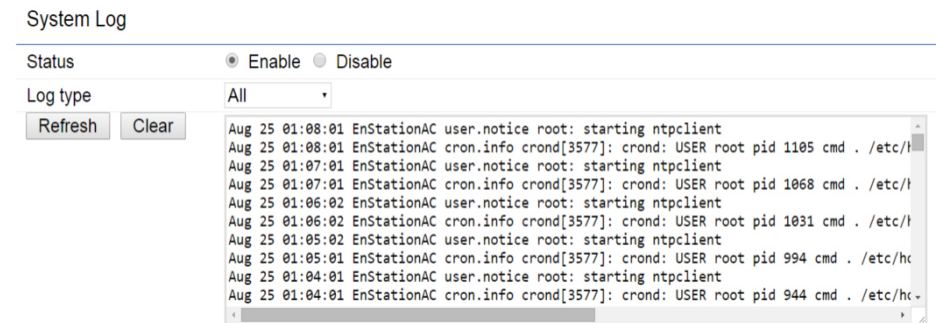 System Log
Status Enable Disable
Log type All
Refresh Clear
Aug 25 01:08:01 EnStationAC user.notice root: starting ntpclient
Aug 25 01:08:01 EnStationAC cron.info crond[3577]: crond: USER root pid 1105 cmd . /etc/h
Aug 25 01:07:01 EnStationAC user.notice root: starting ntpclient
Aug 25 01:07:01 EnStationAC cron.info crond[3577]: crond: USER root pid 1068 cmd . /etc/h
Aug 25 01:06:02 EnStationAC user.notice root: starting ntpclient
Aug 25 01:06:02 EnStationAC cron.info crond[3577]: crond: USER root pid 1031 cmd . /etc/h
Aug 25 01:05:02 EnStationAC user.notice root: starting ntpclient
Aug 25 01:05:01 EnStationAC cron.info crond[3577]: crond: USER root pid 994 cmd . /etc/ho
Aug 25 01:04:01 EnStationAC user.notice root: starting ntpclient
Aug 25 01:04:01 EnStationAC cron.info crond[3577]: crond: USER root pid 944 cmd . /etc/ho